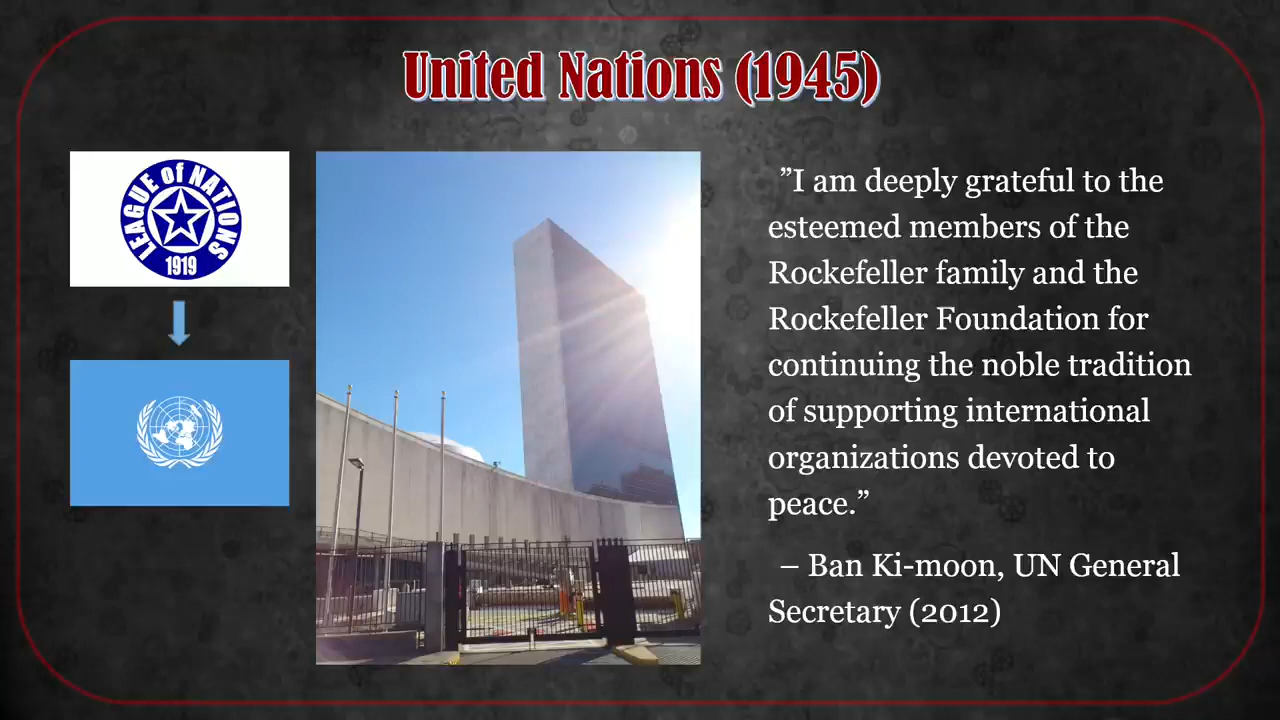 United Nations (1945)
LEAGUE of NATIONS
1919
”I am deeply grateful to the
esteemed members of the
Rockefeller family and the
Rockefeller Foundation for
continuing the noble tradition
of supporting international
organizations devoted to
peace.”
– Ban Ki-moon, UN General
Secretary (2012)